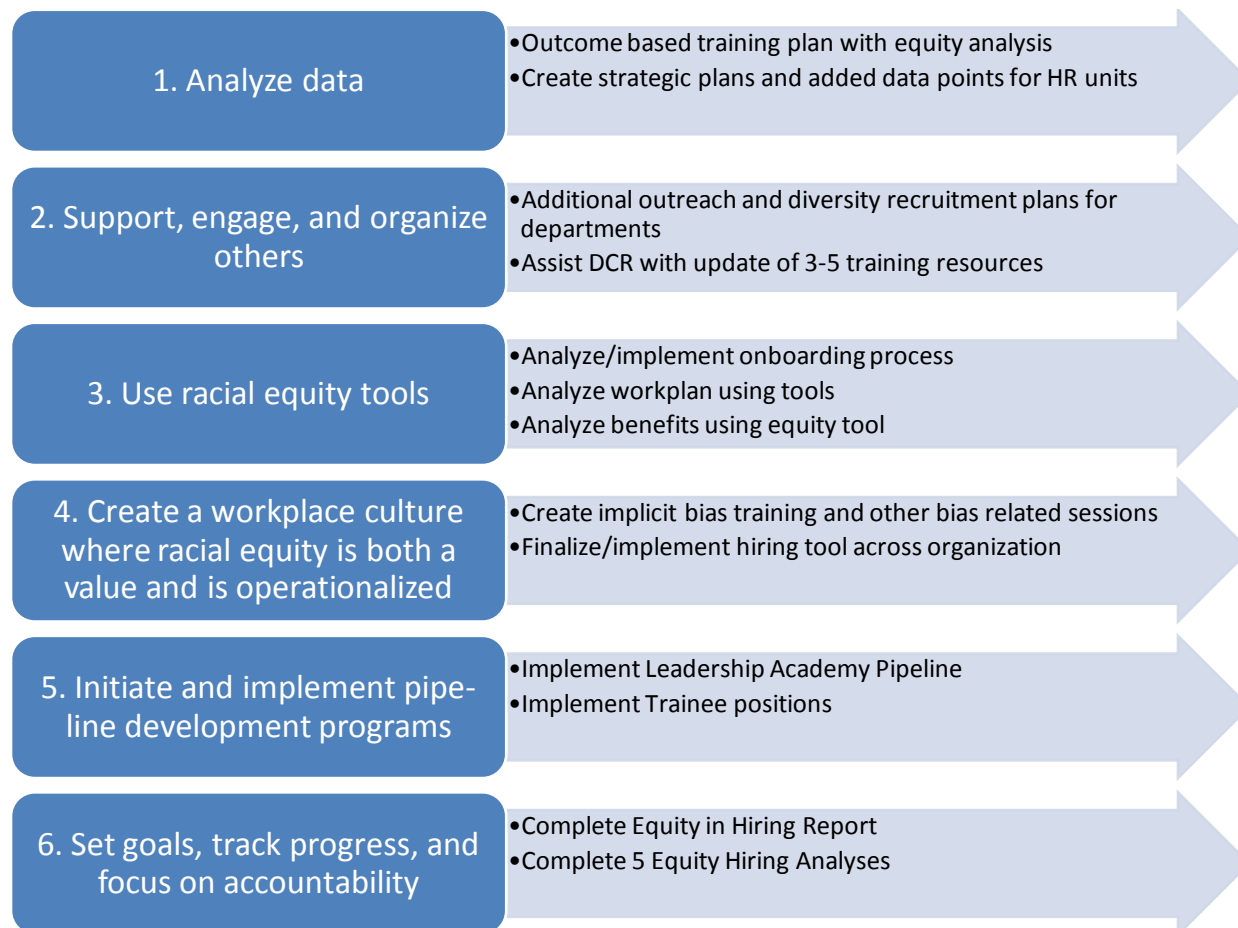 1. Analyze data
•Outcome based training plan with equity analysis
•Create strategic plans and added data points for HR units
2. Support, engage, and organize
others
•Additional outreach and diversity recruitment plans for
departments
•Assist DCR with update of 3-5 training resources
3. Use racial equity tools
•Analyze/implement onboarding process
•Analyze workplan using tools
•Analyze benefits using equity tool
4. Create a workplace culture
where racial equity is both a
value and is operationalized
•Create implicit bias training and other bias related sessions
•Finalize/implement hiring tool across organization
5. Initiate and implement pipe-
line development programs
•Implement Leadership Academy Pipeline
•Implement Trainee positions
6. Set goals, track progress, and
focus on accountability
•Complete Equity in Hiring Report
•Complete 5 Equity Hiring Analyses